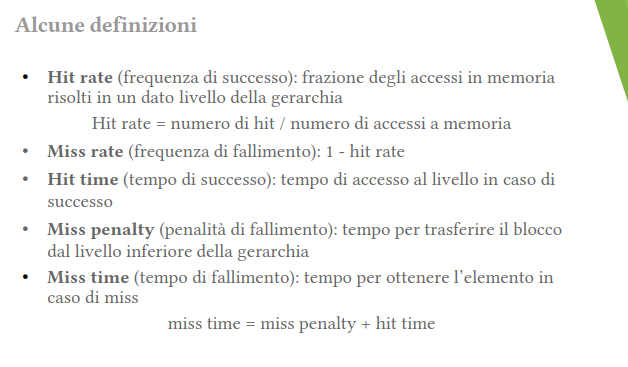 Alcune definizioni
• Hit rate (frequenza di successo): frazione degli accessi in memoria
risolti in un dato livello della gerarchia
Hit rate = numero di hit / numero di accessi a memoria
• Miss rate (frequenza di fallimento): 1 - hit rate
• Hit time (tempo di successo): tempo di accesso al livello in caso di
successo
• Miss penalty (penalità di fallimento): tempo per trasferire il blocco
dal livello inferiore della gerarchia
• Miss time (tempo di fallimento): tempo per ottenere l’elemento in
caso di miss
miss time = miss penalty + hit time